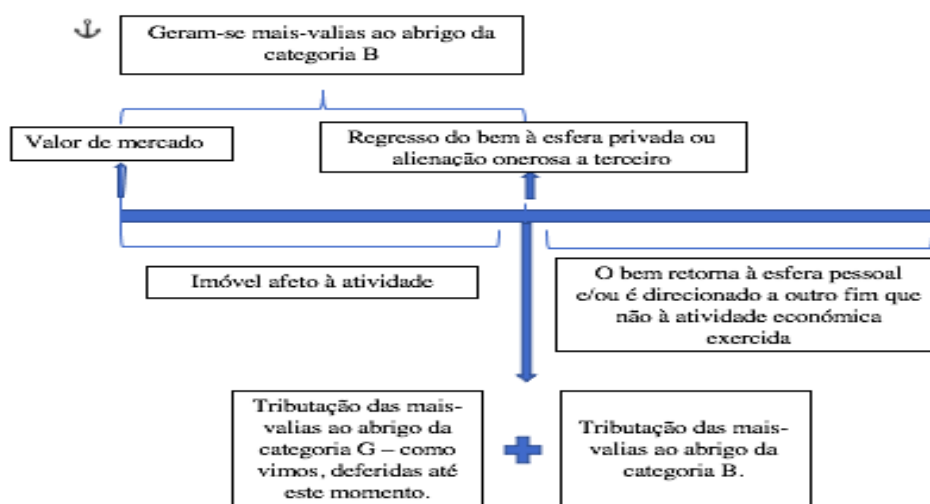 Geram-se mais-valias ao abrigo da
categoria B
Valor de mercado
Regresso do bem à esfera privada ou
alienação onerosa a terceiro
Imóvel afeto à atividade
O bem retorna à esfera pessoal
e/ou é direcionado a outro fim que
não à atividade económica
exercida
Tributação das mais-
valias ao abrigo da
categoria G – como
vimos, deferidas até
este momento.
Tributação das mais-
valias ao abrigo da
categoria B.